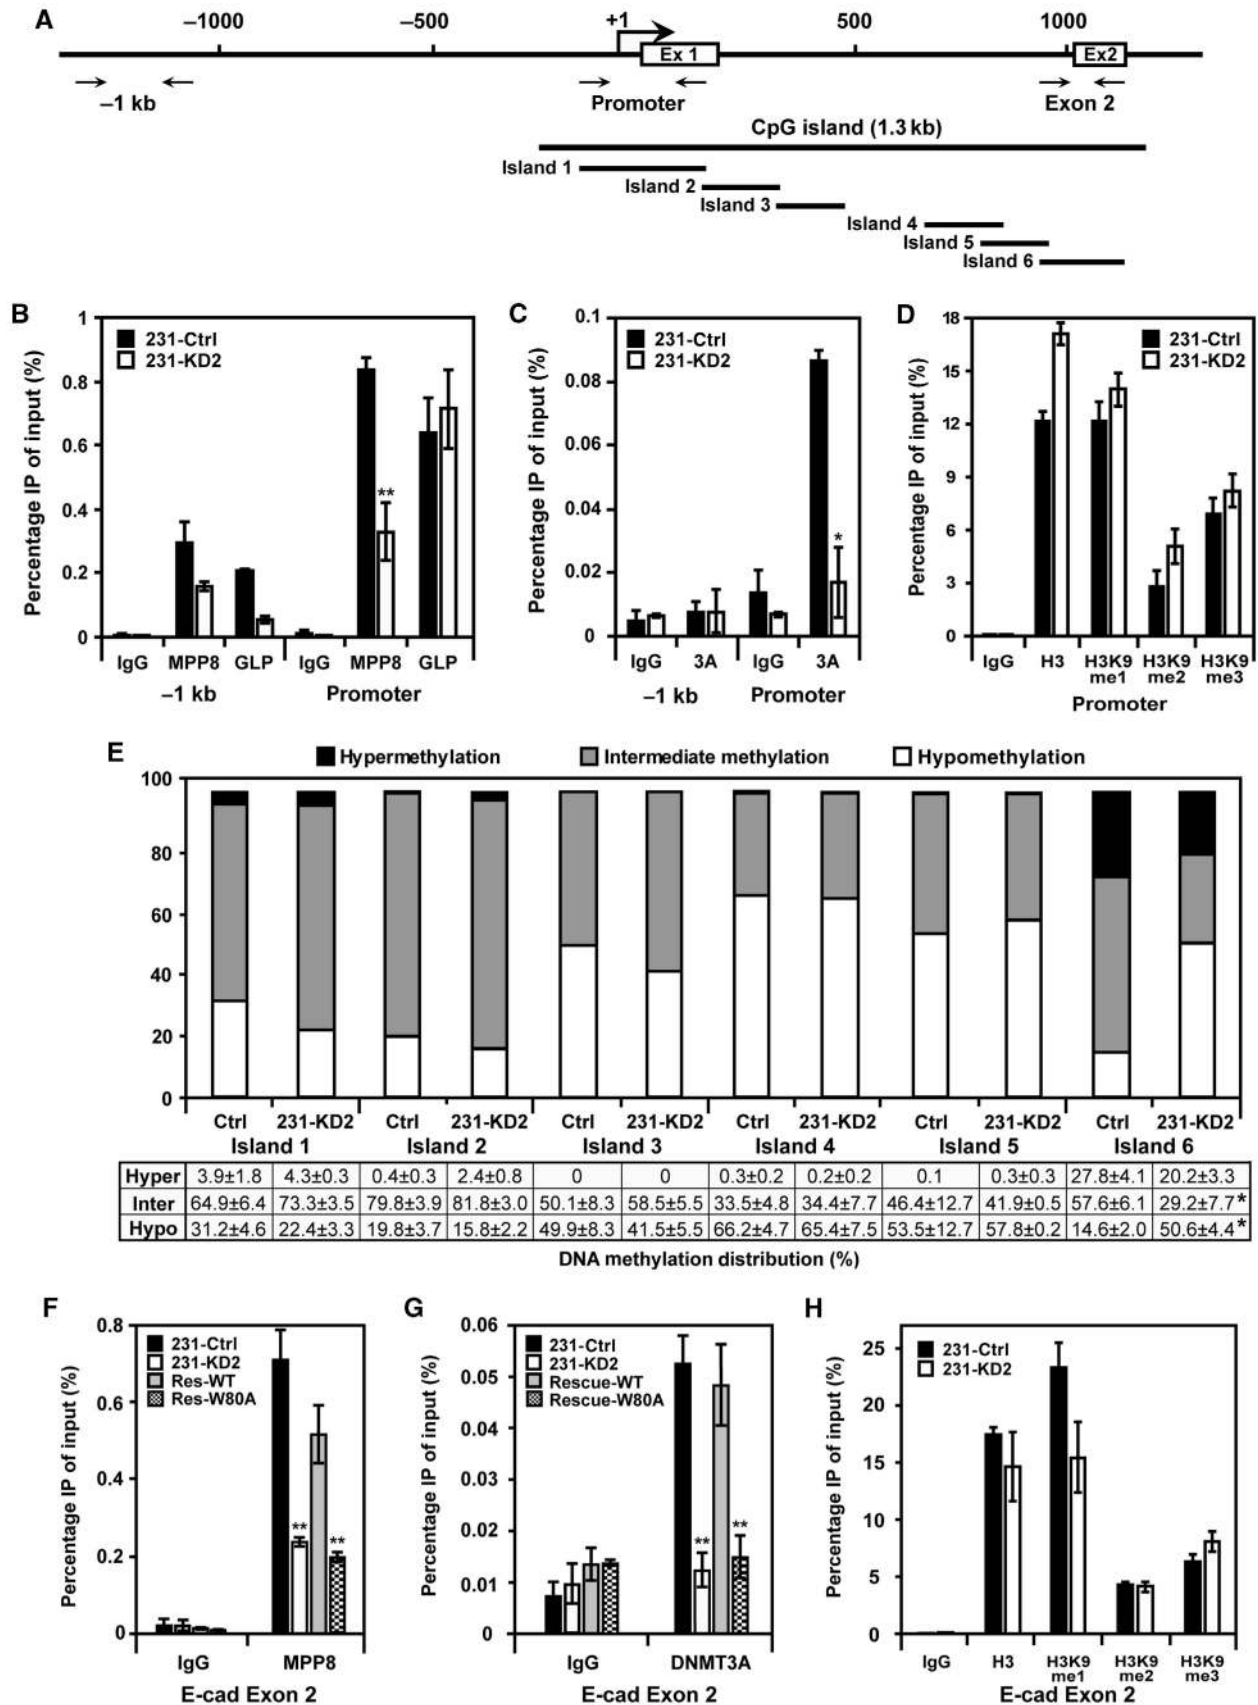 A
−1000
−500
+1
500
1000
Ex 1
Ex2
−1 kb
Promoter
Exon 2
CpG island (1.3 kb)
Island 1
Island 2
Island 3
Island 4
Island 5
Island 6
B
231-Ctrl
231-KD2
Percentage IP of input (%)
1
0.8
0.6
0.4
0.2
0
**
IgG MPP8 GLP IgG MPP8 GLP
−1 kb Promoter
C
231-Ctrl
231-KD2
Percentage IP of input (%)
0.1
0.08
0.06
0.04
0.02
0
*
IgG 3A IgG 3A
−1 kb Promoter
D
231-Ctrl
231-KD2
Percentage IP of input (%)
18
15
12
9
6
3
0
IgG H3 H3K9 me1 H3K9 me2 H3K9 me3
Promoter
E
Hypermethylation Intermediate methylation Hypomethylation
100
80
60
40
20
0
Ctrl 231-KD2 Ctrl 231-KD2 Ctrl 231-KD2 Ctrl 231-KD2 Ctrl 231-KD2 Ctrl 231-KD2
Island 1 Island 2 Island 3 Island 4 Island 5 Island 6
Hyper 3.9±1.8 4.3±0.3 0.4±0.3 2.4±0.8 0 0 0.3±0.2 0.2±0.2 0.1 0.3±0.3 27.8±4.1 20.2±3.3
Inter 64.9±6.4 73.3±3.5 79.8±3.9 81.8±3.0 50.1±8.3 58.5±5.5 33.5±4.8 34.4±7.7 46.4±12.7 41.9±0.5 57.6±6.1 29.2±7.7*
Hypo 31.2±4.6 22.4±3.3 19.8±3.7 15.8±2.2 49.9±8.3 41.5±5.5 66.2±4.7 65.4±7.5 53.5±12.7 57.8±0.2 14.6±2.0 50.6±4.4*
DNA methylation distribution (%)
F
231-Ctrl
231-KD2
Res-WT
Res-W80A
Percentage IP of input (%)
0.8
0.6
0.4
0.2
0
**
**
IgG MPP8
E-cad Exon 2
G
231-Ctrl
231-KD2
Rescue-WT
Rescue-W80A
Percentage IP of input (%)
0.06
0.05
0.04
0.03
0.02
0.01
0
**
**
IgG DNMT3A
E-cad Exon 2
H
231-Ctrl
231-KD2
Percentage IP of input (%)
25
20
15
10
5
0
IgG H3 H3K9 me1 H3K9 me2 H3K9 me3
E-cad Exon 2